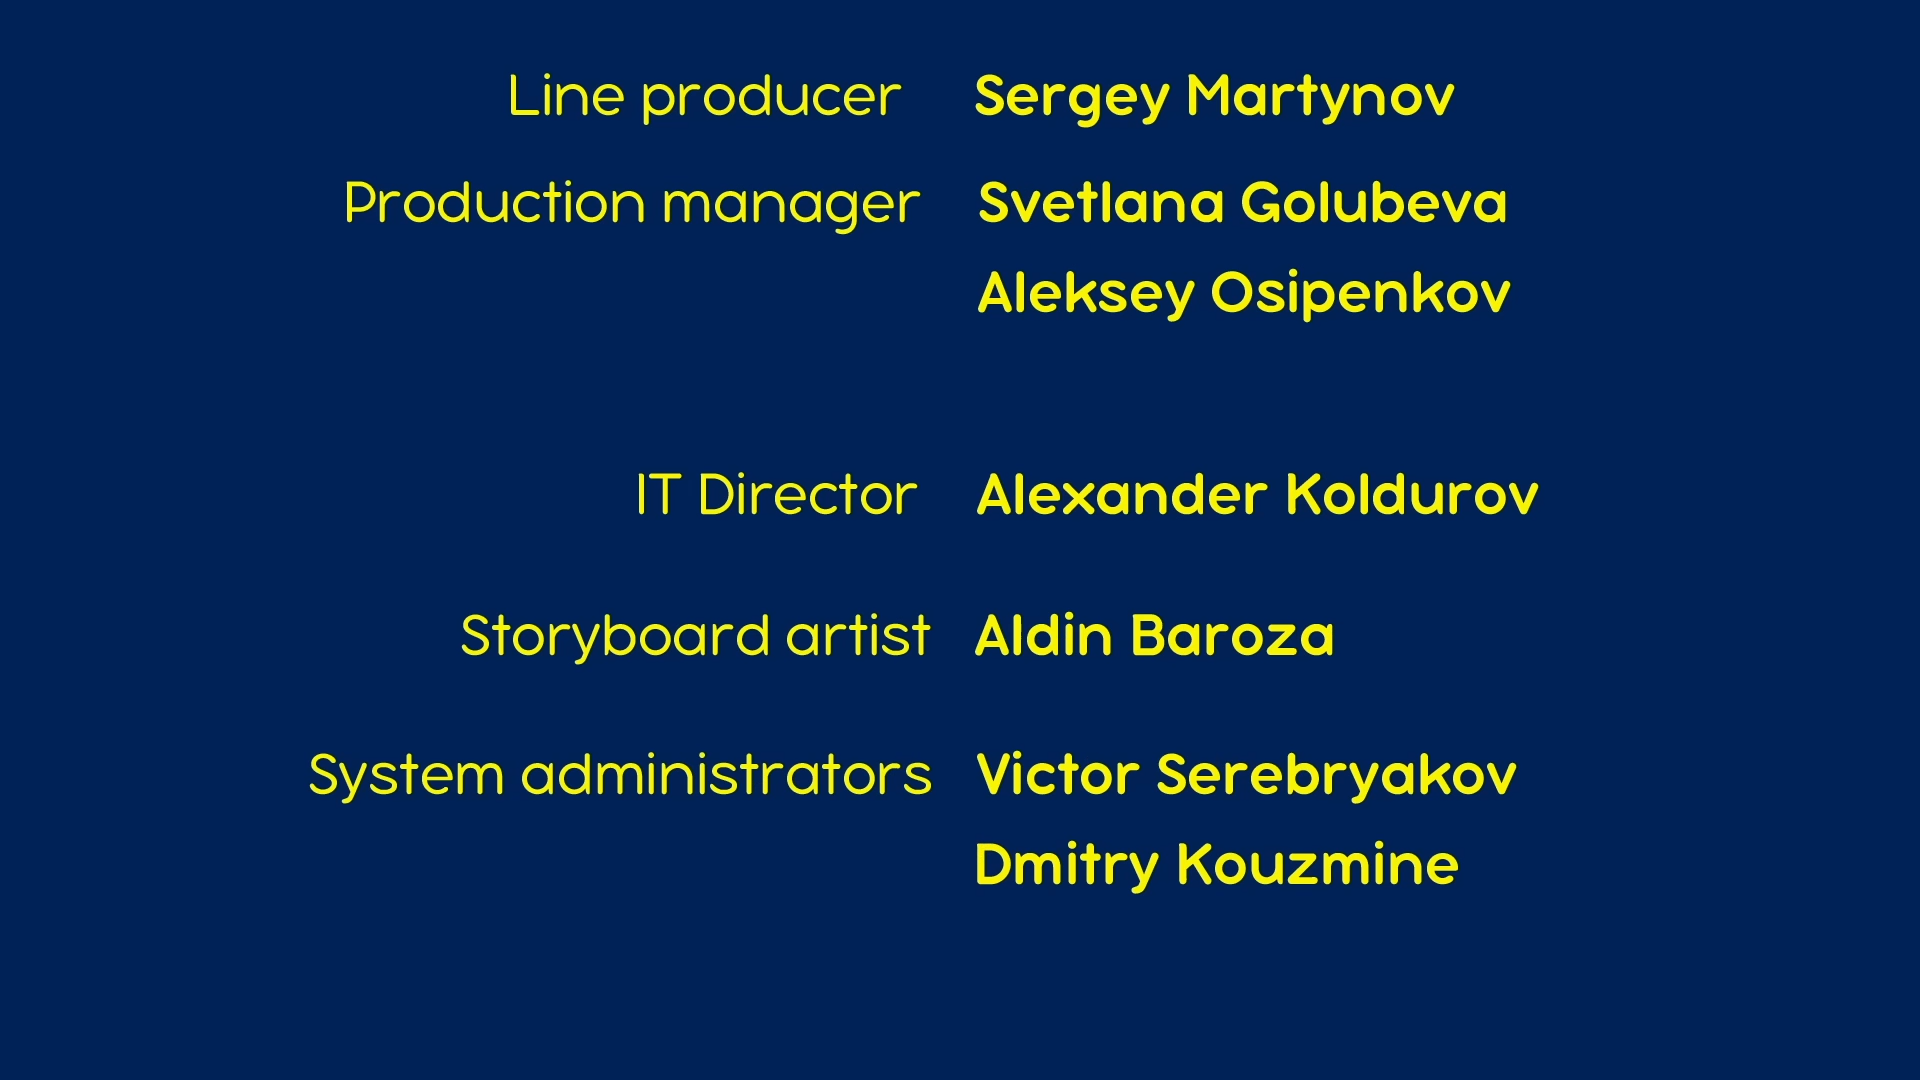 Line producer Sergey Martynov
Production manager Svetlana Golubeva
Aleksey Osipenkov
IT Director Alexander Koldurov
Storyboard artist Aldin Baroza
System administrators Victor Serebryakov
Dmitry Kouzmine